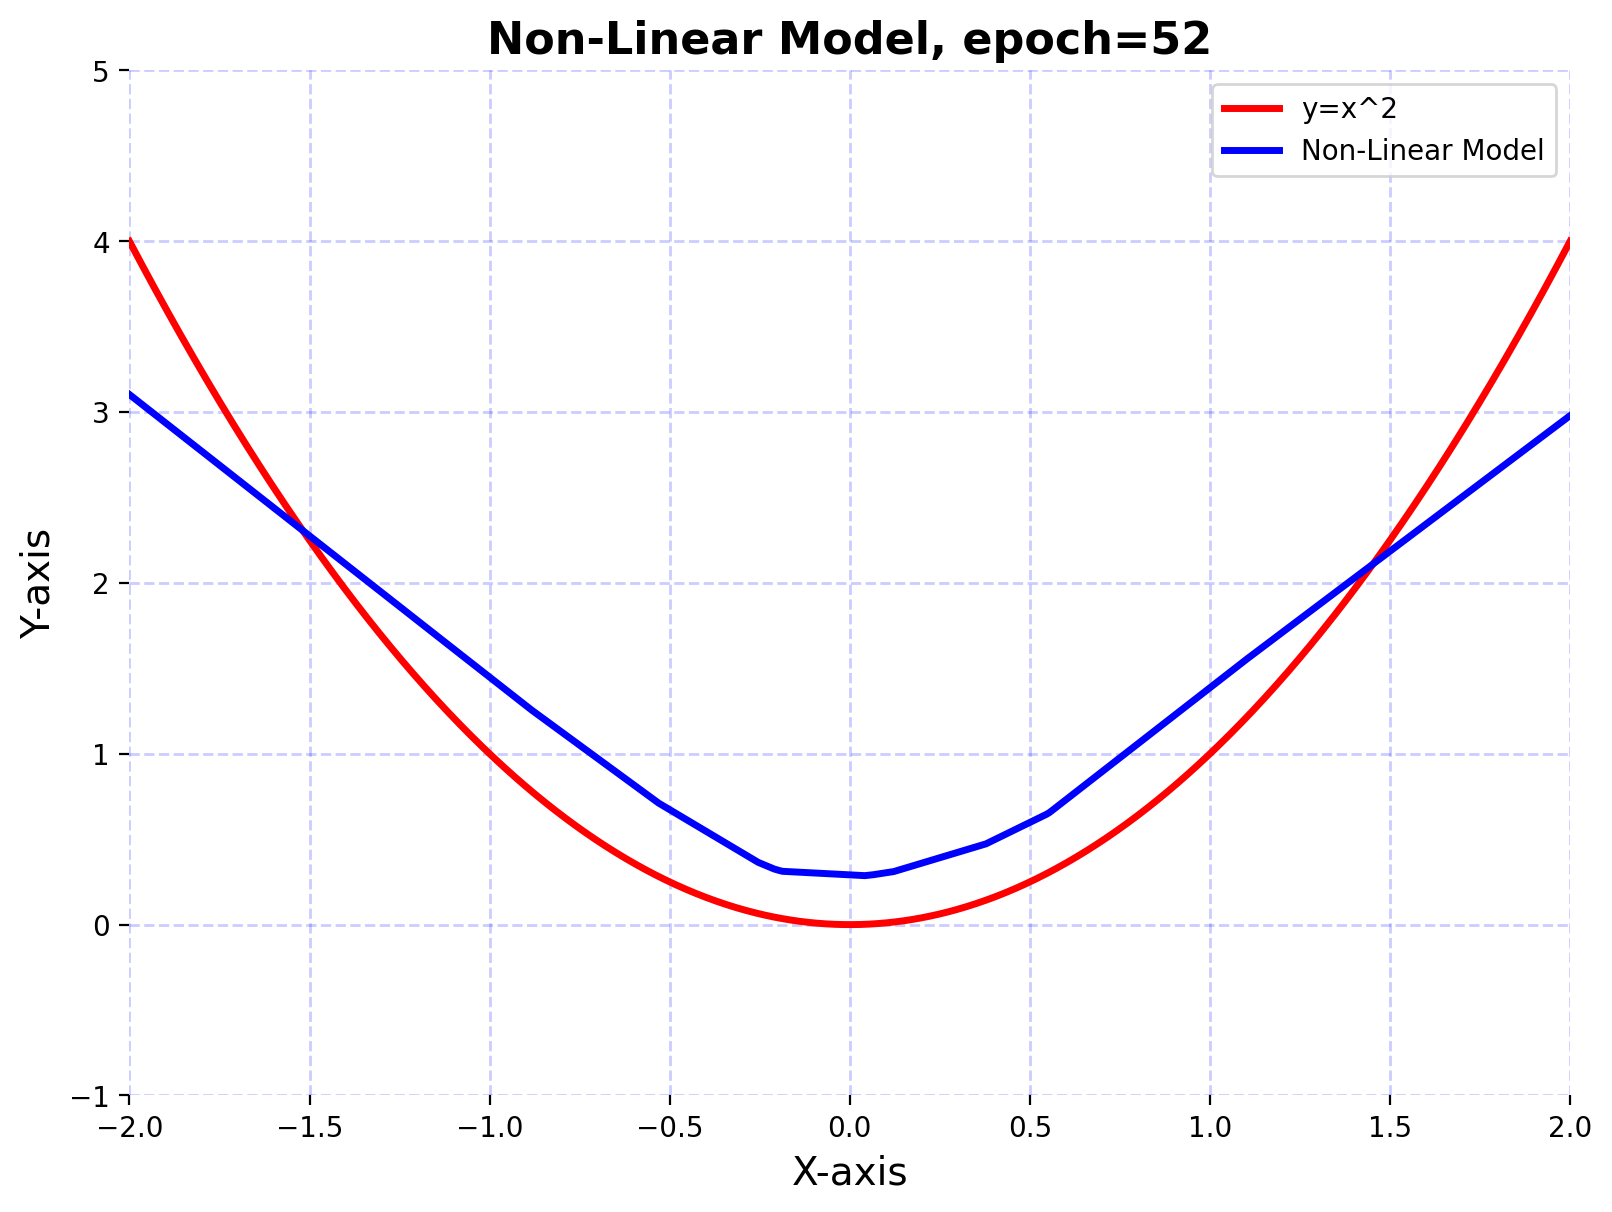 Non-Linear Model, epoch=52
y=x^2
Non-Linear Model
5
4
3
2
1
0
−1
Y-axis
−2.0 −1.5 −1.0 −0.5 0.0 0.5 1.0 1.5 2.0
X-axis